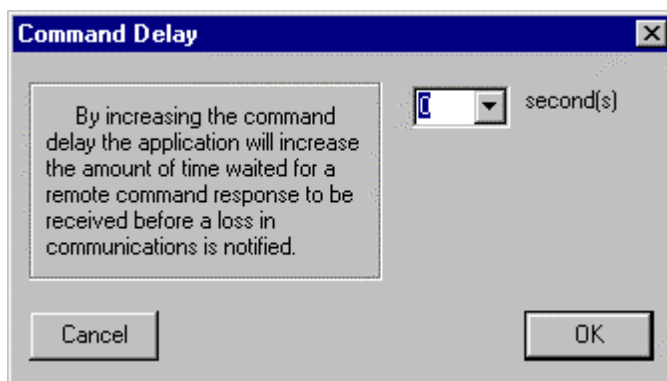 Command Delay
By increasing the command
delay the application will increase
the amount of time waited for a
remote command response to be
received before a loss in
communications is notified.
0 second(s)
Cancel
OK